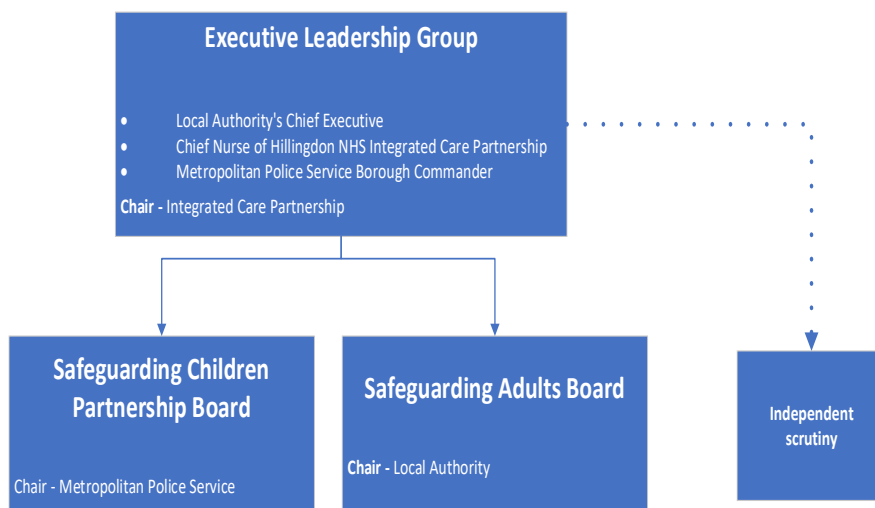 Executive Leadership Group
• Local Authority's Chief Executive
• Chief Nurse of Hillingdon NHS Integrated Care Partnership
• Metropolitan Police Service Borough Commander
Chair - Integrated Care Partnership
Safeguarding Children
Partnership Board
Chair - Metropolitan Police Service
Safeguarding Adults Board
Chair - Local Authority
Independent
scrutiny